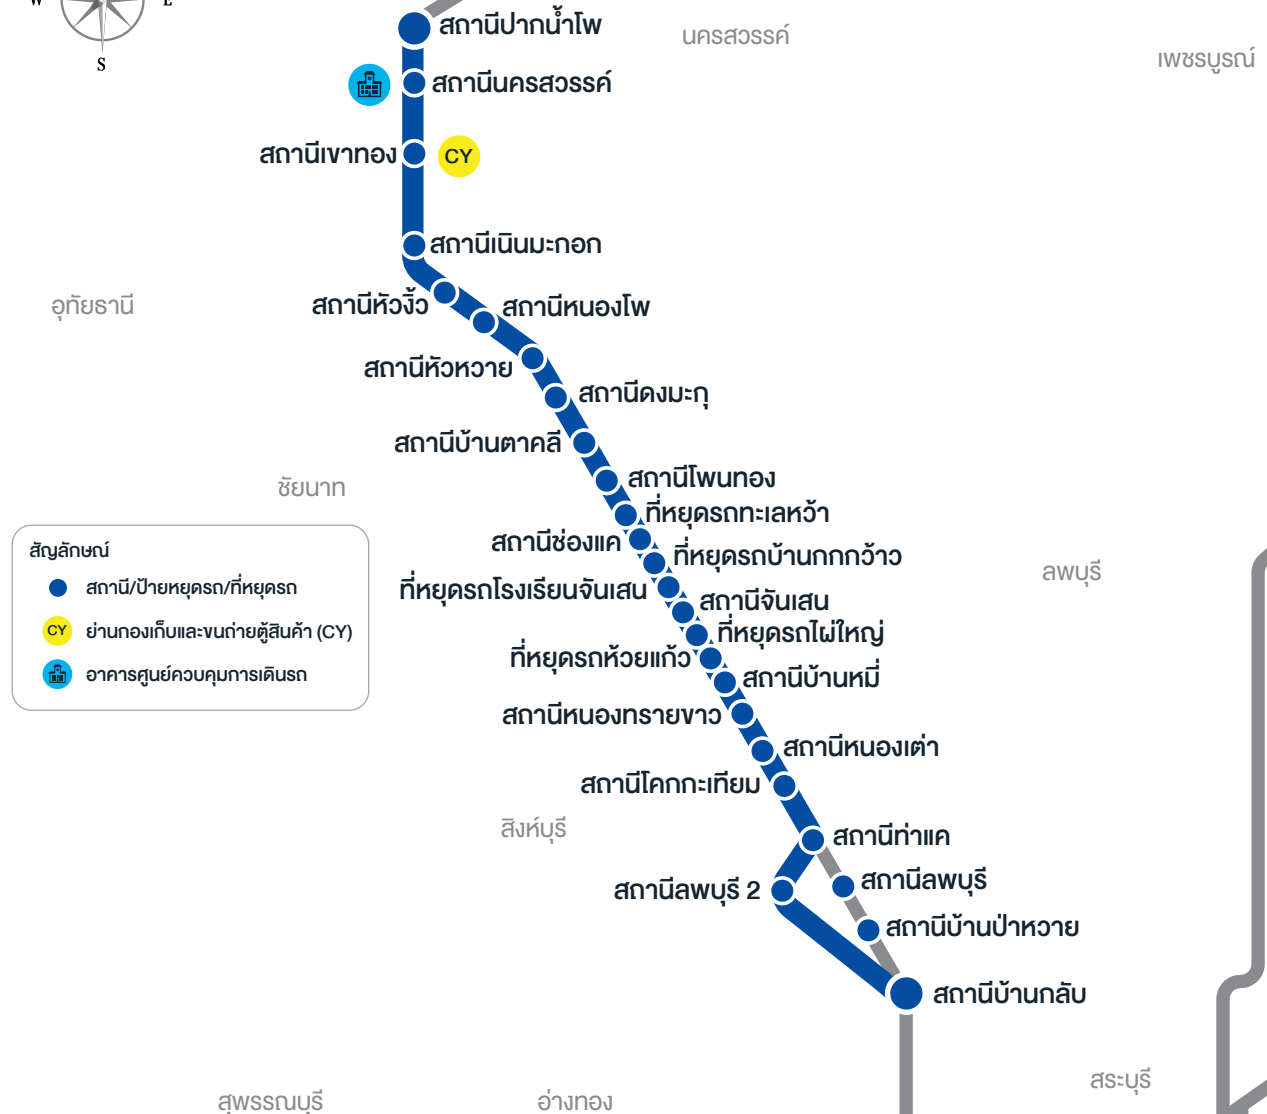 W
E
S
สถานีปากน้ำโพ
นครสวรรค์
เพชรบูรณ์
สถานีนครสวรรค์
สถานีเขาทอง
CY
สถานีเนินมะกอก
อุทัยธานี
สถานีหัวงิ้ว
สถานีหนองโพ
สถานีหัวหวาย
สถานีดงมะกุ
สถานีบ้านตาคลี
สถานีโพนทอง
ชัยนาท
ที่หยุดรถทะเลหว้า
สถานีช่องแค
ที่หยุดรถบ้านกกกว้าว
ลพบุรี
ที่หยุดรถโรงเรียนจันเสน
สถานีจันเสน
ที่หยุดรถไผ่ใหญ่
ที่หยุดรถห้วยแก้ว
สถานีบ้านหมี่
สถานีหนองทรายขาว
สถานีหนองเต่า
สถานีโคกกะเทียม
สัญลักษณ์
สถานี/ป้ายหยุดรถ/ที่หยุดรถ
CY ย่านกองเก็บและขนถ่ายตู้สินค้า (CY)
อาคารศูนย์ควบคุมการเดินรถ
สิงห์บุรี
สถานีท่าแค
สถานีลพบุรี
สถานีลพบุรี 2
สถานีบ้านป่าหวาย
สถานีบ้านกลับ
สระบุรี
สุพรรณบุรี
อ่างทอง